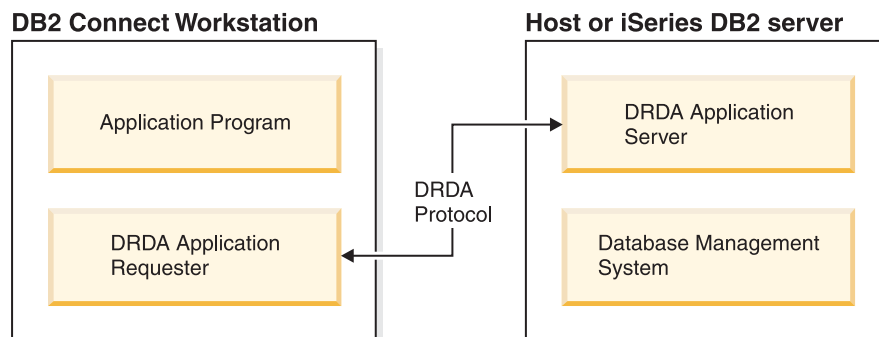 DB2 Connect Workstation
Application Program
DRDA Application
Requester
DRDA
Protocol
Host or iSeries DB2 server
DRDA Application
Server
Database Management
System